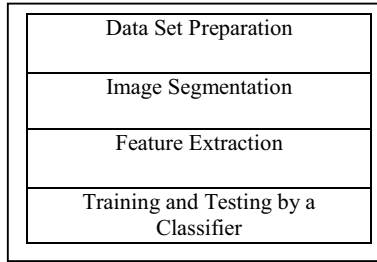 Data Set Preparation
Image Segmentation
Feature Extraction
Training and Testing by a
Classifier